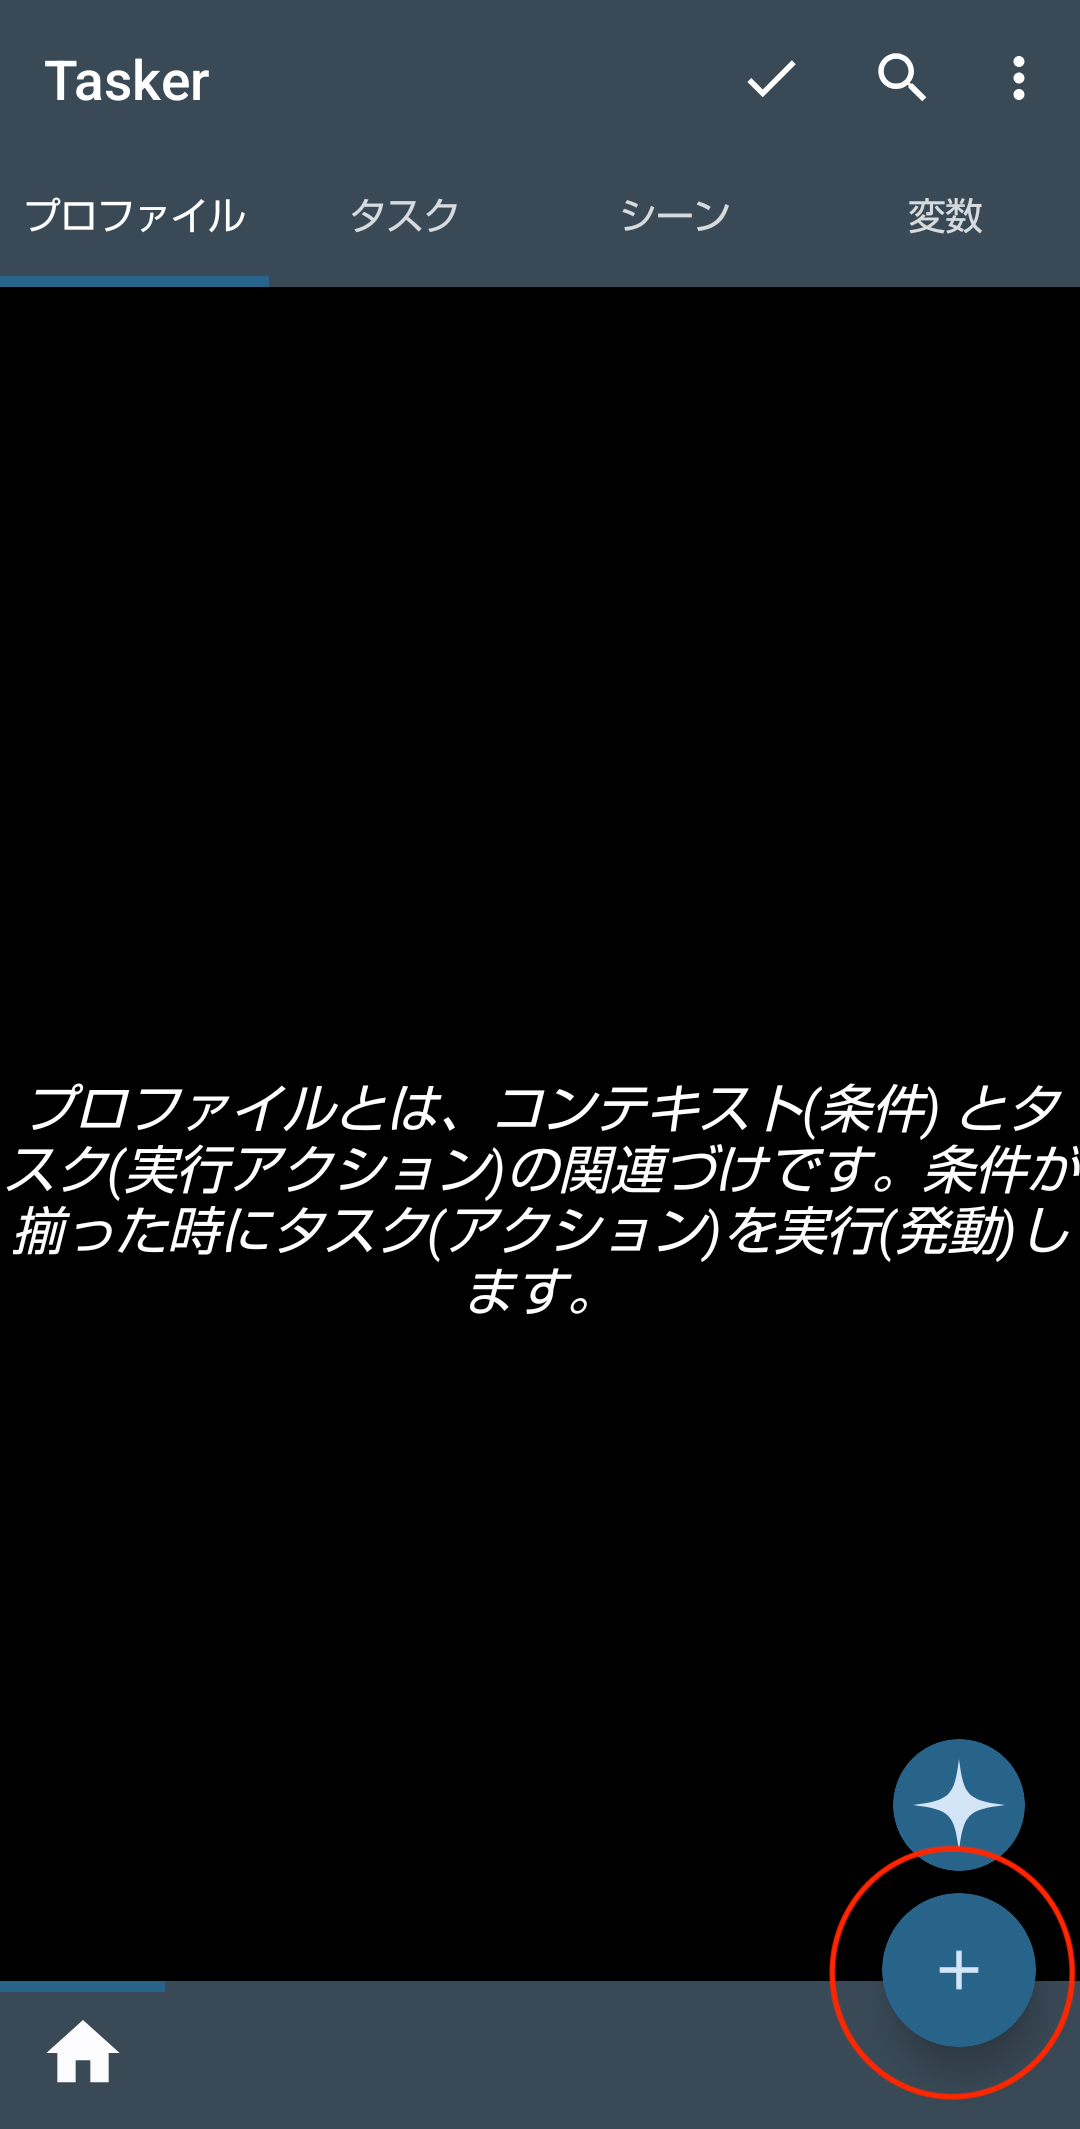 Tasker
プロファイル タスク シーン 変数
プロファイルとは、コンテキスト(条件) とタ
スク(実行アクション)の関連づけです。条件が
揃った時にタスク(アクション)を実行(発動)し
ます。